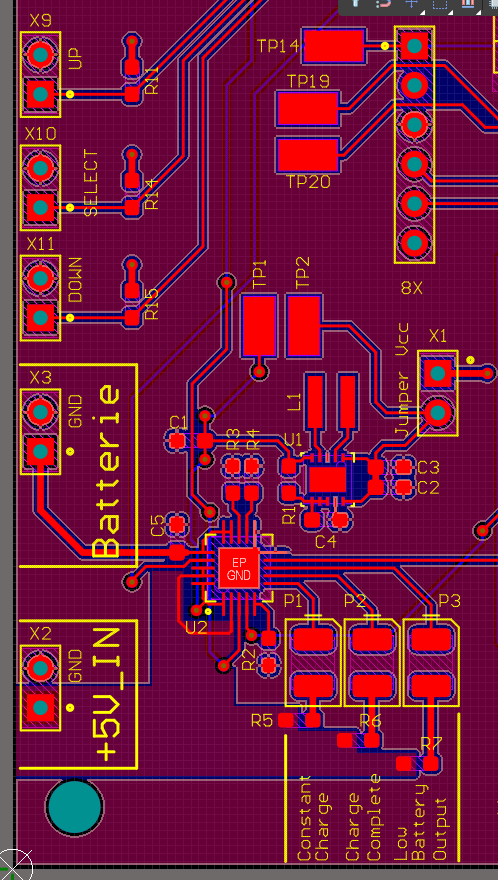 X9
UP
R11
TP14
TP19
X10
SELECT
R14
TP20
X11
DOWN
R15
TP1
TP2
8X
X1
Jumper Vcc
X3
GND
Batterie
C1
R3
R4
L1
U1
C3
C2
R1
C4
C5
EP
GND
U2
P1
P2
P3
X2
GND
+5V_IN
R2
R5
R6
R7
Constant
Charge
Charge
Complete
Low
Battery
Output